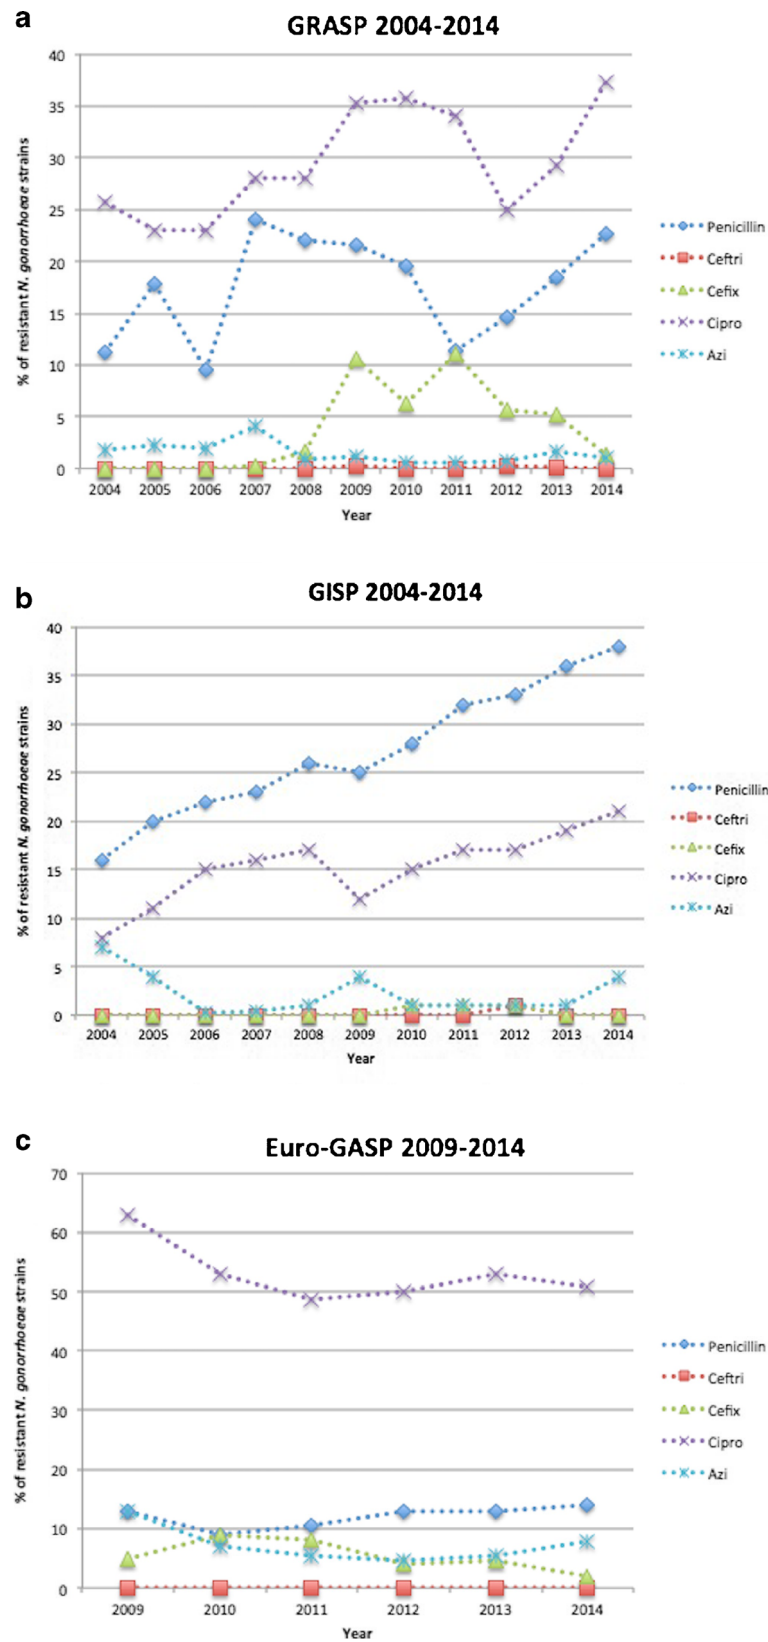 a
GRASP 2004-2014
% of resistant N. gonorrhoeae strains
40
35
30
25
20
15
10
5
0
2004 2005 2006 2007 2008 2009 2010 2011 2012 2013 2014
Year
Penicillin
Ceftri
Cefix
Cipro
Azi
b
GISP 2004-2014
% of resistant N. gonorrhoeae strains
40
35
30
25
20
15
10
5
0
2004 2005 2006 2007 2008 2009 2010 2011 2012 2013 2014
Year
Penicillin
Ceftri
Cefix
Cipro
Azi
c
Euro-GASP 2009-2014
% of resistant N. gonorrhoeae strains
70
60
50
40
30
20
10
0
2009 2010 2011 2012 2013 2014
Year
Penicillin
Ceftri
Cefix
Cipro
Azi